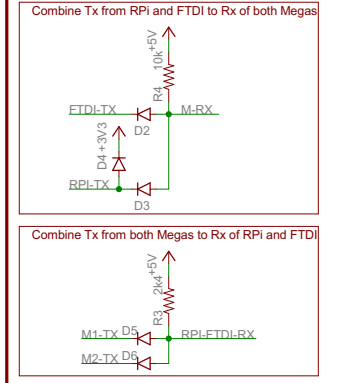 Combine Tx from RPi and FTDI to Rx of both Megas
+5V
10k
R4
FTDI-TX
M-RX
D2
+3V3
D4
RPI-TX
D3
Combine Tx from both Megas to Rx of RPi and FTDI
+5V
2k4
R3
M1-TX D5
RPI-FTDI-RX
M2-TX D6